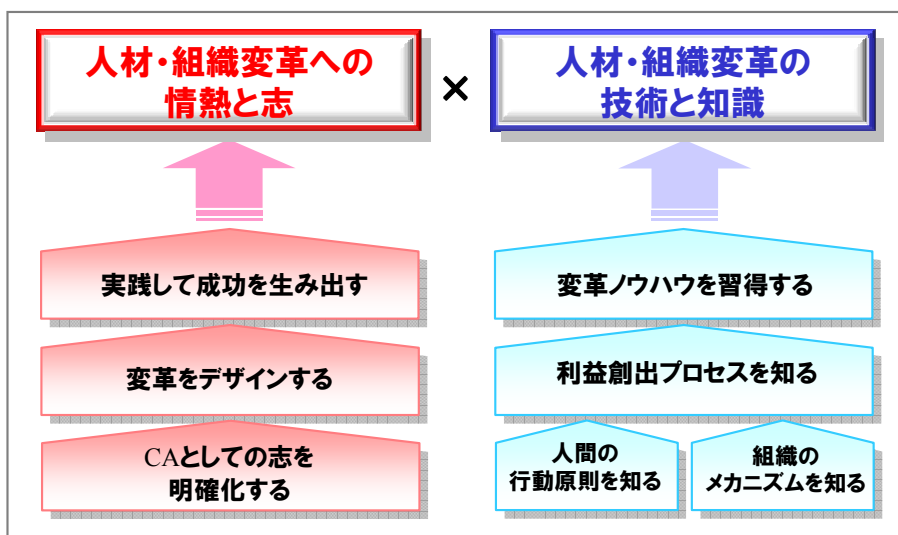 人材・組織変革への
情熱と志
×
人材・組織変革の
技術と知識
実践して成功を生み出す
変革をデザインする
CAとしての志を
明確化する
変革ノウハウを習得する
利益創出プロセスを知る
人間の
行動原則を知る
組織の
メカニズムを知る